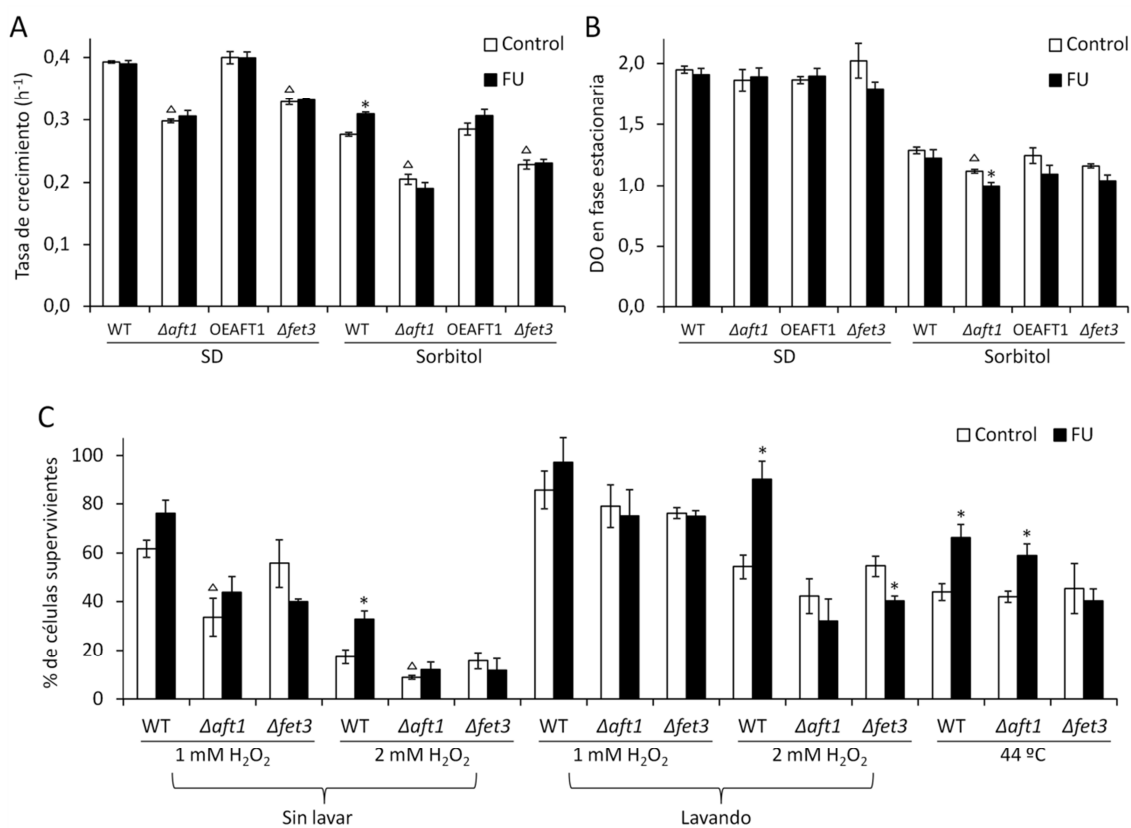 A
Tasa de crecimiento (h⁻¹)
0,4
0,3
0,2
0,1
0,0
Control
FU
△
△
*
△
△
WT Δaft1 OEAFT1 Δfet3 WT Δaft1 OEAFT1 Δfet3
SD Sorbitol
B
DO en fase estacionaria
2,0
1,5
1,0
0,5
0,0
Control
FU
△ *
WT Δaft1 OEAFT1 Δfet3 WT Δaft1 OEAFT1 Δfet3
SD Sorbitol
C
% de células supervivientes
100
80
60
40
20
0
Control FU
△ * △ * * * *
WT Δaft1 Δfet3 WT Δaft1 Δfet3 WT Δaft1 Δfet3 WT Δaft1 Δfet3 WT Δaft1 Δfet3
1 mM H₂O₂ 2 mM H₂O₂ 1 mM H₂O₂ 2 mM H₂O₂ 44 ºC
Sin lavar Lavando